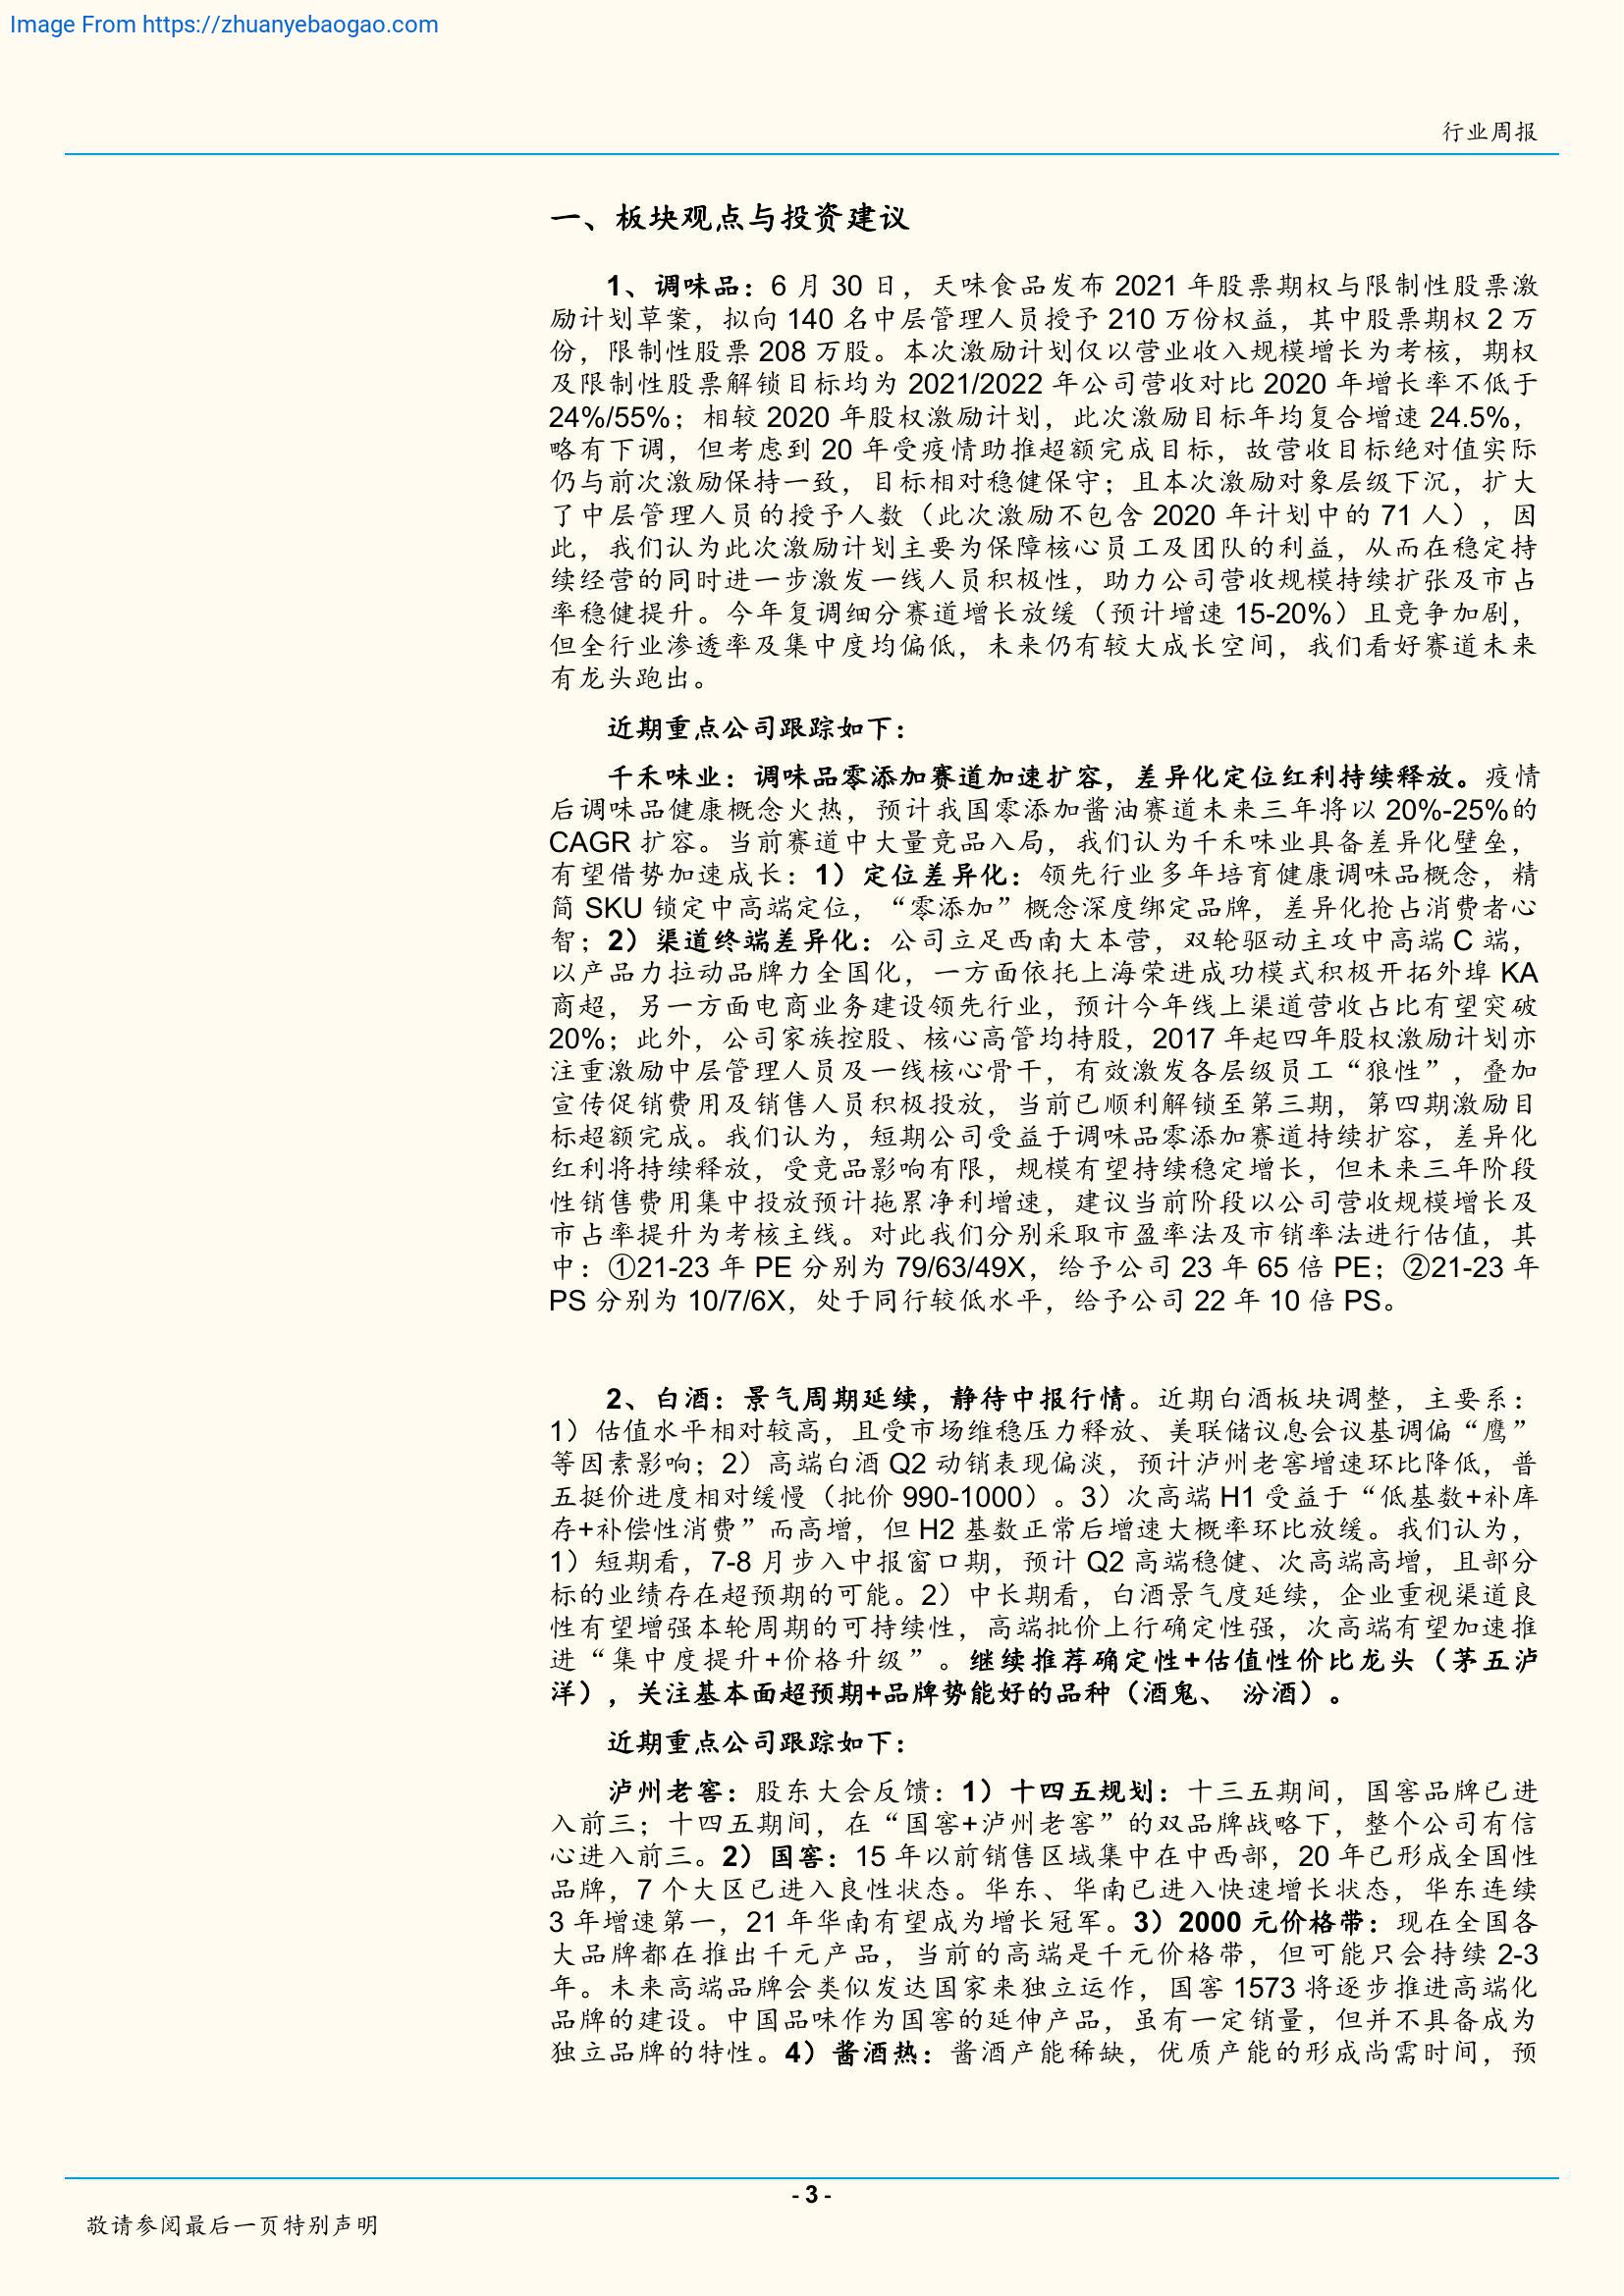 Image From https://zhuanyebaogao.com
行业周报
一、板块观点与投资建议
1、调味品：6 月 30 日，天味食品发布 2021 年股票期权与限制性股票激
励计划草案，拟向 140 名中层管理人员授予 210 万份权益，其中股票期权 2 万
份，限制性股票 208 万股。本次激励计划仅以营业收入规模增长为考核，期权
及限制性股票解锁目标均为 2021/2022 年公司营收对比 2020 年增长率不低于
24%/55%；相较 2020 年股权激励计划，此次激励目标年均复合增速 24.5%，
略有下调，但考虑到 20 年受疫情助推超额完成目标，故营收目标绝对值实际
仍与前次激励保持一致，目标相对稳健保守；且本次激励对象层级下沉，扩大
了中层管理人员的授予人数（此次激励不包含 2020 年计划中的 71 人），因
此，我们认为此次激励计划主要为保障核心员工及团队的利益，从而在稳定持
续经营的同时进一步激发一线人员积极性，助力公司营收规模持续扩张及市占
率稳健提升。今年复调细分赛道增长放缓（预计增速 15-20%）且竞争加剧，
但全行业渗透率及集中度均偏低，未来仍有较大成长空间，我们看好赛道未来
有龙头跑出。
近期重点公司跟踪如下：
千禾味业：调味品零添加赛道加速扩容，差异化定位红利持续释放。疫情
后调味品健康概念火热，预计我国零添加酱油赛道未来三年将以 20%-25%的
CAGR 扩容。当前赛道中大量竞品入局，我们认为千禾味业具备差异化壁垒，
有望借势加速成长：1）定位差异化：领先行业多年培育健康调味品概念，精
简 SKU 锁定中高端定位，“零添加”概念深度绑定品牌，差异化抢占消费者心
智；2）渠道终端差异化：公司立足西南大本营，双轮驱动主攻中高端 C 端，
以产品力拉动品牌力全国化，一方面依托上海荣进成功模式积极开拓外埠 KA
商超，另一方面电商业务建设领先行业，预计今年线上渠道营收占比有望突破
20%；此外，公司家族控股、核心高管均持股，2017 年起四年股权激励计划亦
注重激励中层管理人员及一线核心骨干，有效激发各层级员工“狼性”，叠加
宣传促销费用及销售人员积极投放，当前已顺利解锁至第三期，第四期激励目
标超额完成。我们认为，短期公司受益于调味品零添加赛道持续扩容，差异化
红利将持续释放，受竞品影响有限，规模有望持续稳定增长，但未来三年阶段
性销售费用集中投放预计拖累净利增速，建议当前阶段以公司营收规模增长及
市占率提升为考核主线。对此我们分别采取市盈率法及市销率法进行估值，其
中：①21-23 年 PE 分别为 79/63/49X，给予公司 23 年 65 倍 PE；②21-23 年
PS 分别为 10/7/6X，处于同行较低水平，给予公司 22 年 10 倍 PS。
2、白酒：景气周期延续，静待中报行情。近期白酒板块调整，主要系：
1）估值水平相对较高，且受市场维稳压力释放、美联储议息会议基调偏“鹰”
等因素影响；2）高端白酒 Q2 动销表现偏淡，预计泸州老窖增速环比降低，普
五挺价进度相对缓慢（批价 990-1000）。3）次高端 H1 受益于“低基数+补库
存+补偿性消费”而高增，但 H2 基数正常后增速大概率环比放缓。我们认为，
1）短期看，7-8 月步入中报窗口期，预计 Q2 高端稳健、次高端高增，且部分
标的业绩存在超预期的可能。2）中长期看，白酒景气度延续，企业重视渠道良
性有望增强本轮周期的可持续性，高端批价上行确定性强，次高端有望加速推
进“集中度提升+价格升级”。继续推荐确定性+估值性价比龙头（茅五泸
洋），关注基本面超预期+品牌势能好的品种（酒鬼、 汾酒）。
近期重点公司跟踪如下：
泸州老窖：股东大会反馈：1）十四五规划：十三五期间，国窖品牌已进
入前三；十四五期间，在“国窖+泸州老窖”的双品牌战略下，整个公司有信
心进入前三。2）国窖：15 年以前销售区域集中在中西部，20 年已形成全国性
品牌，7 个大区已进入良性状态。华东、华南已进入快速增长状态，华东连续
3 年增速第一，21 年华南有望成为增长冠军。3）2000 元价格带：现在全国各
大品牌都在推出千元产品，当前的高端是千元价格带，但可能只会持续 2-3
年。未来高端品牌会类似发达国家来独立运作，国窖 1573 将逐步推进高端化
品牌的建设。中国品味作为国窖的延伸产品，虽有一定销量，但并不具备成为
独立品牌的特性。4）酱酒热：酱酒产能稀缺，优质产能的形成尚需时间，预
- 3 -
敬请参阅最后一页特别声明